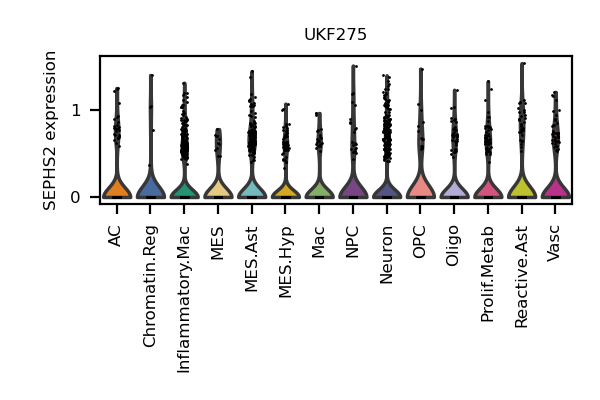 UKF275
SEPHS2 expression
1
0
AC
Chromatin.Reg
Inflammatory.Mac
MES
MES.Ast
MES.Hyp
Mac
NPC
Neuron
OPC
Oligo
Prolif.Metab
Reactive.Ast
Vasc